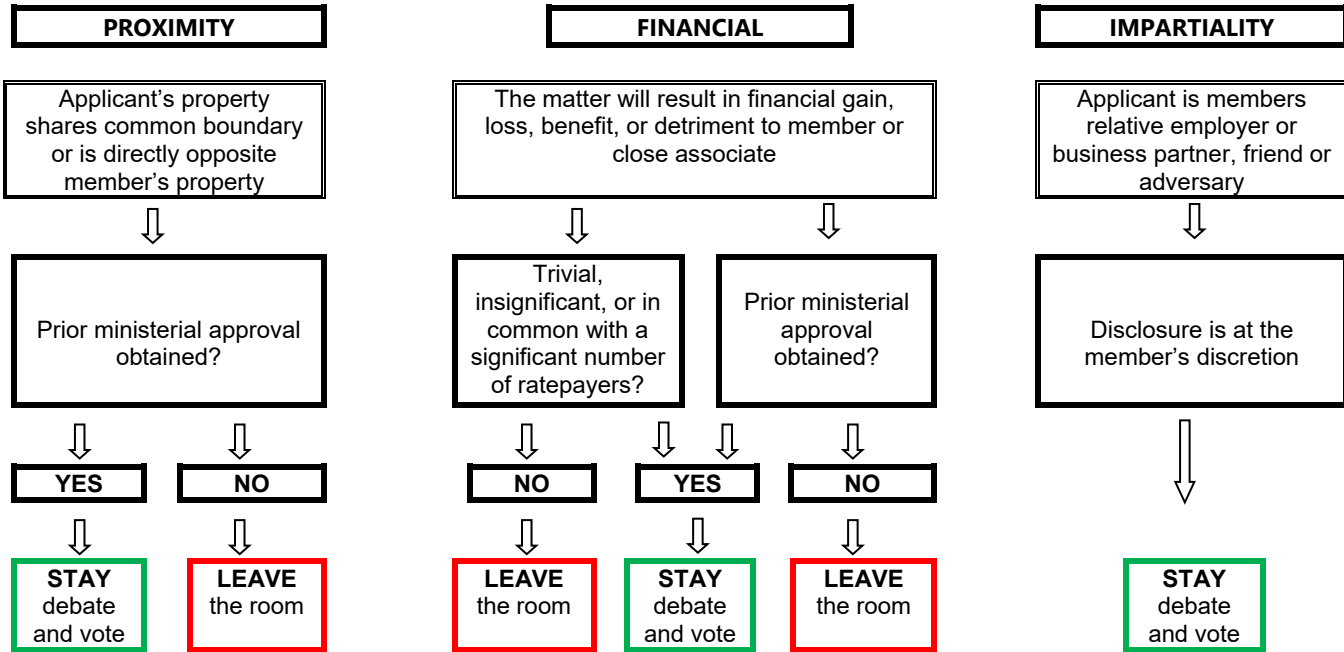 PROXIMITY
Applicant’s property
shares common boundary
or is directly opposite
member’s property
Prior ministerial approval
obtained?
YES
NO
STAY
debate
and vote
LEAVE
the room
FINANCIAL
The matter will result in financial gain,
loss, benefit, or detriment to member or
close associate
Trivial,
insignificant, or in
common with a
significant number
of ratepayers?
Prior ministerial
approval
obtained?
NO
YES
NO
LEAVE
the room
STAY
debate
and vote
LEAVE
the room
IMPARTIALITY
Applicant is members
relative employer or
business partner, friend or
adversary
Disclosure is at the
member’s discretion
STAY
debate
and vote